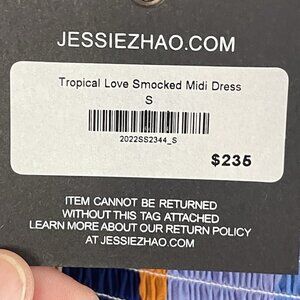 JESSIEZHAO.COM
Tropical Love Smocked Midi Dress
S
2022SS2344_S
$235
ITEM CANNOT BE RETURNED
WITHOUT THIS TAG ATTACHED
LEARN MORE ABOUT OUR RETURN POLICY
AT JESSIEZHAO.COM